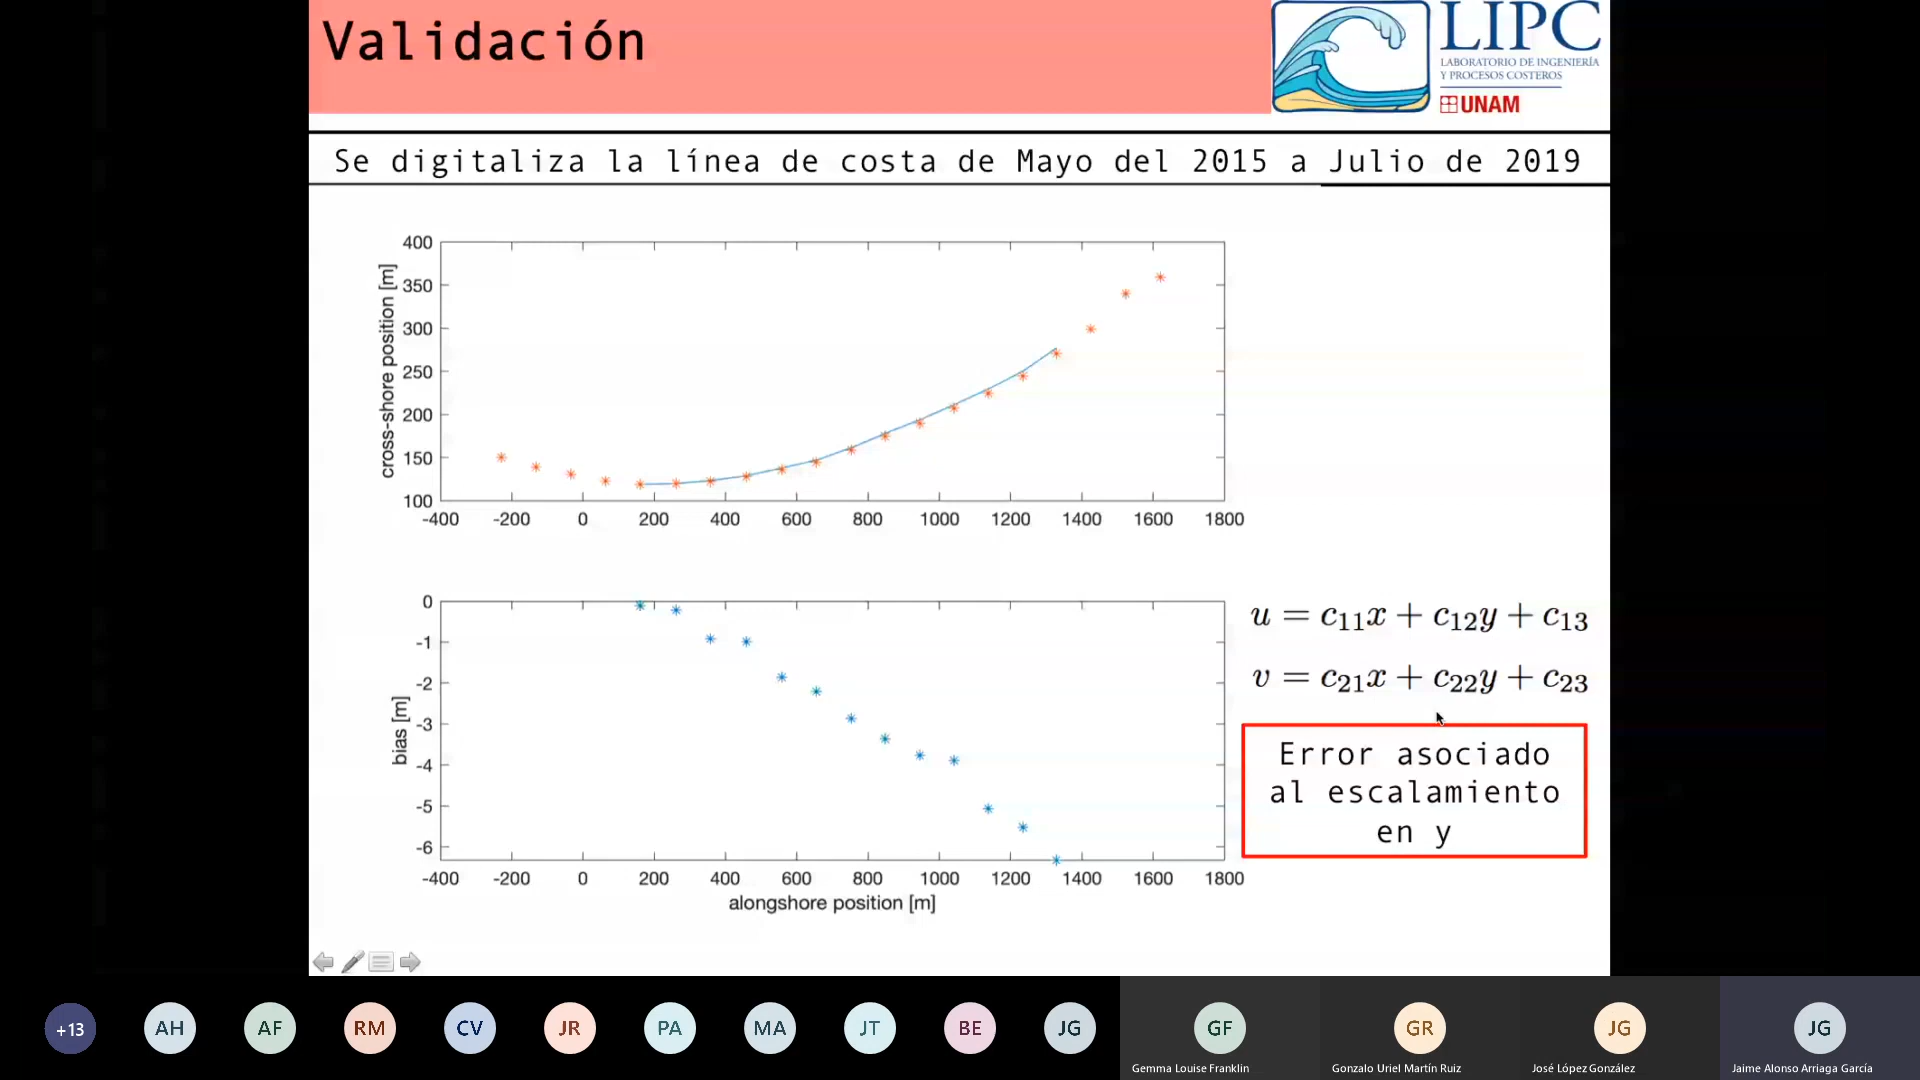 Validación
LIPC
LABORATORIO DE INGENIERÍA
Y PROCESOS COSTEROS
UNAM
Se digitaliza la línea de costa de Mayo del 2015 a Julio de 2019
cross-shore position [m]
400
350
300
250
200
150
100
-400 -200 0 200 400 600 800 1000 1200 1400 1600 1800
bias [m]
0
-1
-2
-3
-4
-5
-6
-400 -200 0 200 400 600 800 1000 1200 1400 1600 1800
alongshore position [m]
u = c₁₁x + c₁₂y + c₁₃
v = c₂₁x + c₂₂y + c₂₃
Error asociado
al escalamiento
en y
+13 AH AF RM CV JR PA MA JT BE JG GF GR JG JG
Gemma Louise Franklin Gonzalo Uriel Martín Ruiz José López González Jaime Alonso Arriaga García